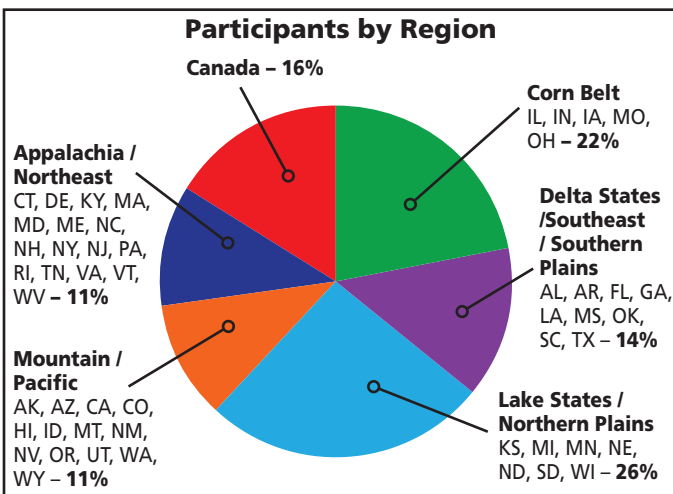 Participants by Region
Canada – 16%
Corn Belt
IL, IN, IA, MO,
OH – 22%
Delta States
/Southeast
/ Southern
Plains
AL, AR, FL, GA,
LA, MS, OK,
SC, TX – 14%
Lake States /
Northern Plains
KS, MI, MN, NE,
ND, SD, WI – 26%
Mountain /
Pacific
AK, AZ, CA, CO,
HI, ID, MT, NM,
NV, OR, UT, WA,
WY – 11%
Appalachia /
Northeast
CT, DE, KY, MA,
MD, ME, NC,
NH, NY, NJ, PA,
RI, TN, VA, VT,
WV – 11%